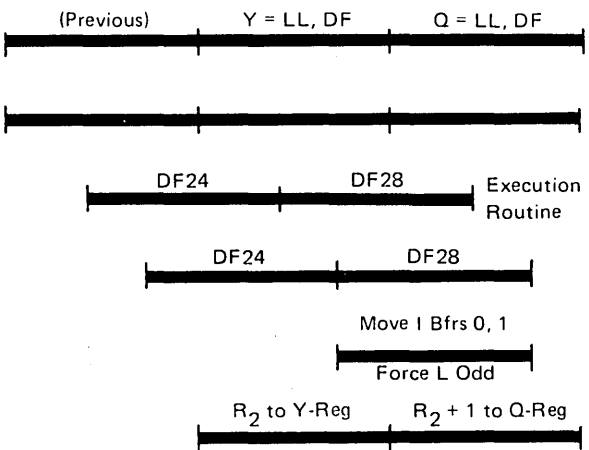 (Previous) Y = LL, DF Q = LL, DF
DF24 DF28 Execution
Routine
DF24 DF28
Move I Bfrs 0, 1
Force L Odd
R2 to Y-Reg R2 + 1 to Q-Reg